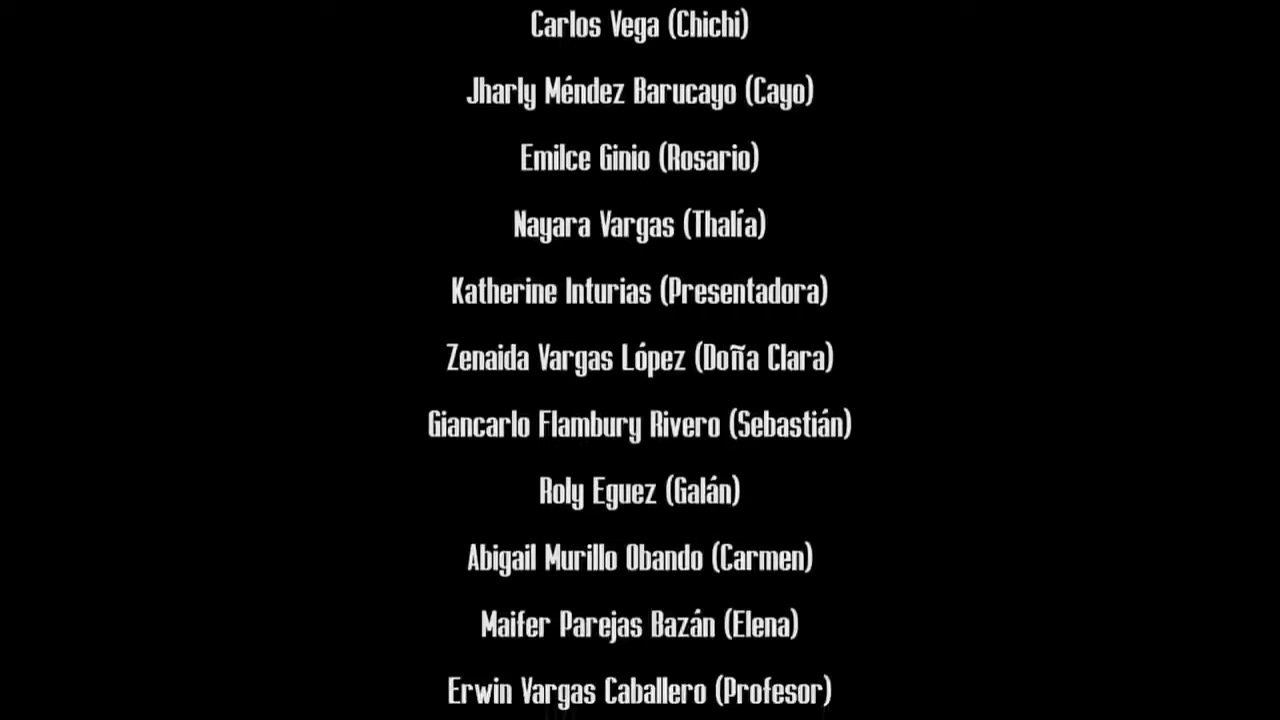 Carlos Vega (Chichi)
Jharly Méndez Barucayo (Cayo)
Emilce Ginio (Rosario)
Nayara Vargas (Thalía)
Katherine Inturias (Presentadora)
Zenaida Vargas López (Doña Clara)
Giancarlo Flambury Rivero (Sebastián)
Roly Eguez (Galán)
Abigail Murillo Obando (Carmen)
Maifer Parejas Bazán (Elena)
Erwin Vargas Caballero (Profesor)